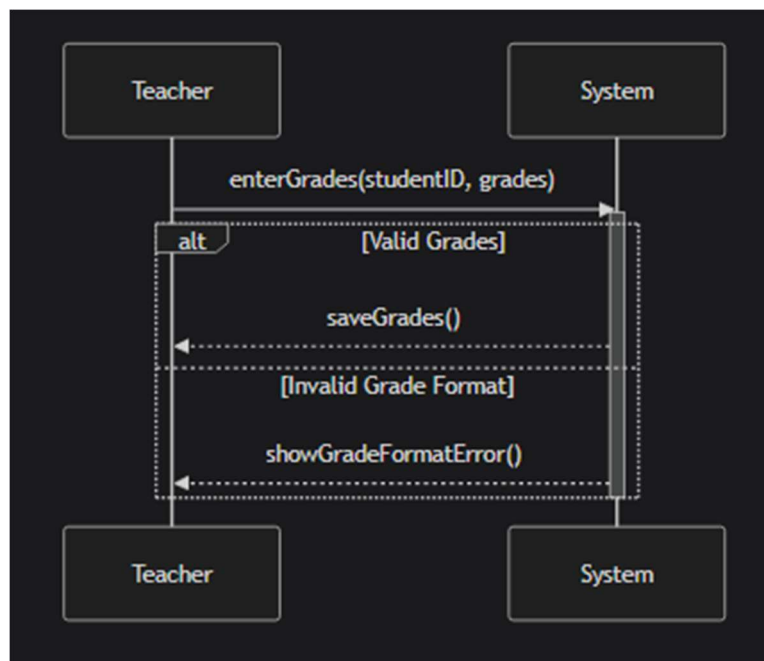 Teacher
System
enterGrades(studentID, grades)
alt
[Valid Grades]
saveGrades()
[Invalid Grade Format]
showGradeFormatError()
Teacher
System